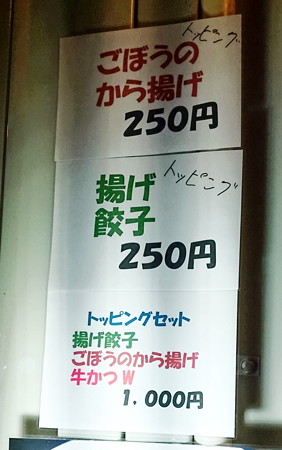 トッピング
ごぼうの
から揚げ
250円
トッピング
揚げ
餃子
250円
トッピングセット
揚げ餃子
ごぼうのから揚げ
牛かつW
1,000円